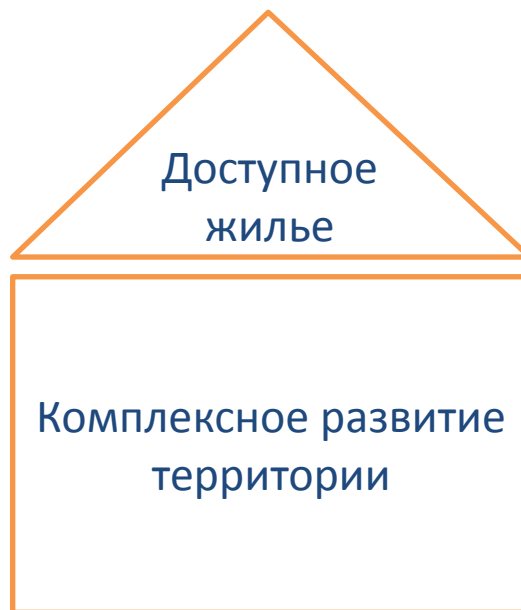 Доступное
жилье
Комплексное развитие
территории